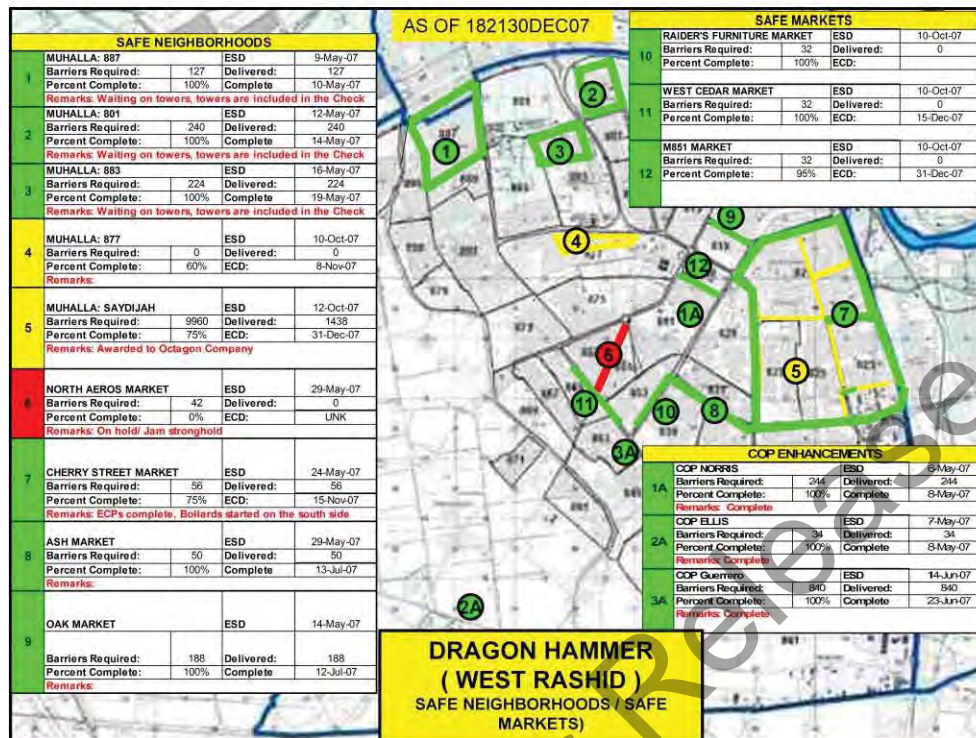 AS OF 182130DEC07
SAFE NEIGHBORHOODS
1
MUHALLA: 887 ESD 9-May-07
Barriers Required: 127 Delivered: 127
Percent Complete: 100% Complete 10-May-07
Remarks: Waiting on towers, towers are included in the Check
2
MUHALLA: 801 ESD 12-May-07
Barriers Required: 240 Delivered: 240
Percent Complete: 100% Complete 14-May-07
Remarks: Waiting on towers, towers are included in the Check
3
MUHALLA: 883 ESD 16-May-07
Barriers Required: 224 Delivered: 224
Percent Complete: 100% Complete 19-May-07
Remarks: Waiting on towers, towers are included in the Check
4
MUHALLA: 877 ESD 10-Oct-07
Barriers Required: 0 Delivered: 0
Percent Complete: 60% ECD: 8-Nov-07
Remarks:
5
MUHALLA: SAYDIJAH ESD 12-Oct-07
Barriers Required: 9960 Delivered: 1438
Percent Complete: 75% ECD: 31-Dec-07
Remarks: Awarded to Octagon Company
6
NORTH AEROS MARKET ESD 29-May-07
Barriers Required: 42 Delivered: 0
Percent Complete: 0% ECD: UNK
Remarks: On hold/ Jam stronghold
7
CHERRY STREET MARKET ESD 24-May-07
Barriers Required: 56 Delivered: 56
Percent Complete: 75% ECD: 15-Nov-07
Remarks: ECPs complete, Bollards started on the south side
8
ASH MARKET ESD 29-May-07
Barriers Required: 50 Delivered: 50
Percent Complete: 100% Complete 13-Jul-07
Remarks:
9
OAK MARKET ESD 14-May-07
Barriers Required: 188 Delivered: 188
Percent Complete: 100% Complete 12-Jul-07
Remarks:
SAFE MARKETS
10
RAIDER'S FURNITURE MARKET ESD 10-Oct-07
Barriers Required: 32 Delivered: 0
Percent Complete: 100% ECD:
11
WEST CEDAR MARKET ESD 10-Oct-07
Barriers Required: 32 Delivered: 0
Percent Complete: 100% ECD: 15-Dec-07
12
M851 MARKET ESD 10-Oct-07
Barriers Required: 32 Delivered: 0
Percent Complete: 95% ECD: 31-Dec-07
1
2
3
4
9
12
1A
7
6
5
11
10
8
3A
2A
COP ENHANCEMENTS
1A
COP NORRIS ESD 6-May-07
Barriers Required: 244 Delivered: 244
Percent Complete: 100% Complete 8-May-07
Remarks: Complete
2A
COP ELLIS ESD 7-May-07
Barriers Required: 34 Delivered: 34
Percent Complete: 100% Complete 8-May-07
Remarks: Complete
3A
COP Guerrero ESD 14-Jun-07
Barriers Required: 840 Delivered: 840
Percent Complete: 100% Complete 23-Jun-07
Remarks: Complete
DRAGON HAMMER
( WEST RASHID )
SAFE NEIGHBORHOODS / SAFE
MARKETS)
Release